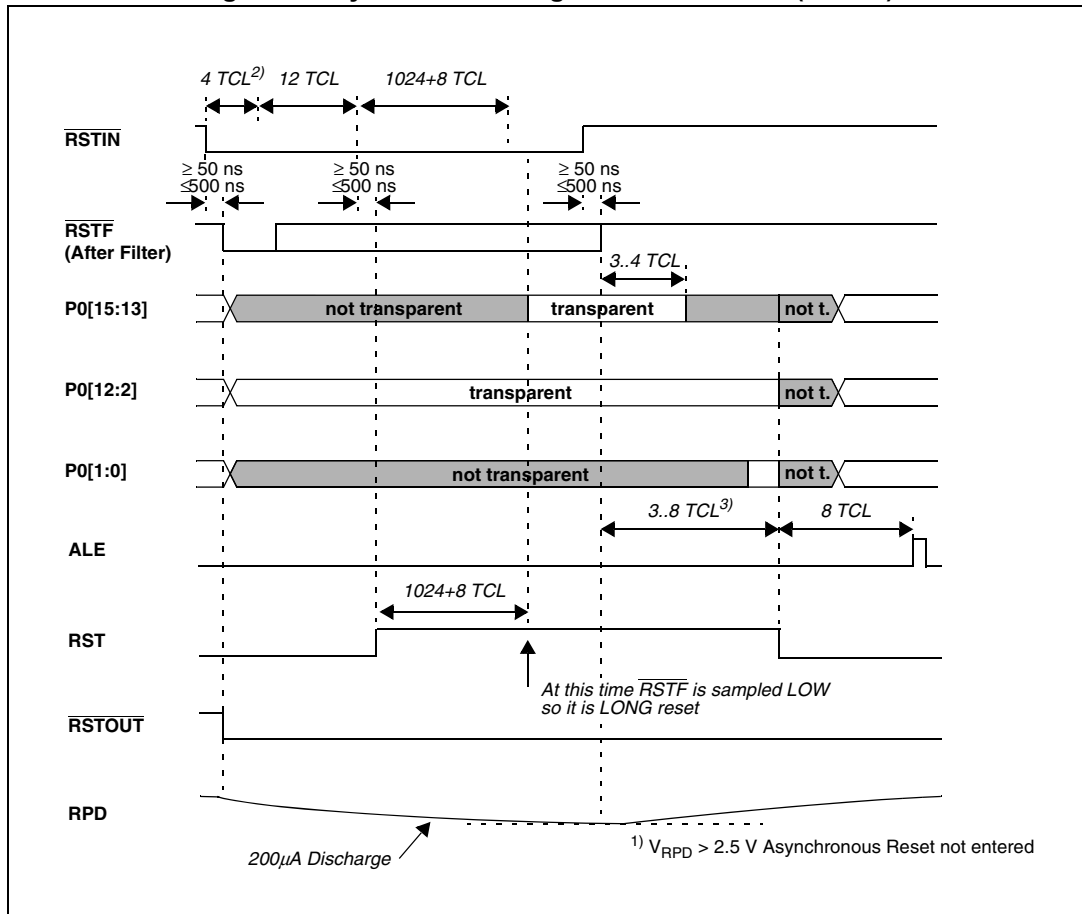 4 TCL2) 12 TCL 1024+8 TCL
RSTIN
≥ 50 ns ≥ 50 ns ≥ 50 ns
≤500 ns ≤500 ns ≤500 ns
RSTF
(After Filter)
3..4 TCL
P0[15:13] not transparent transparent not t.
P0[12:2] transparent not t.
P0[1:0] not transparent not t.
3..8 TCL3) 8 TCL
ALE
1024+8 TCL
RST
At this time RSTF is sampled LOW
so it is LONG reset
RSTOUT
RPD
200μA Discharge
1) VRPD > 2.5 V Asynchronous Reset not entered